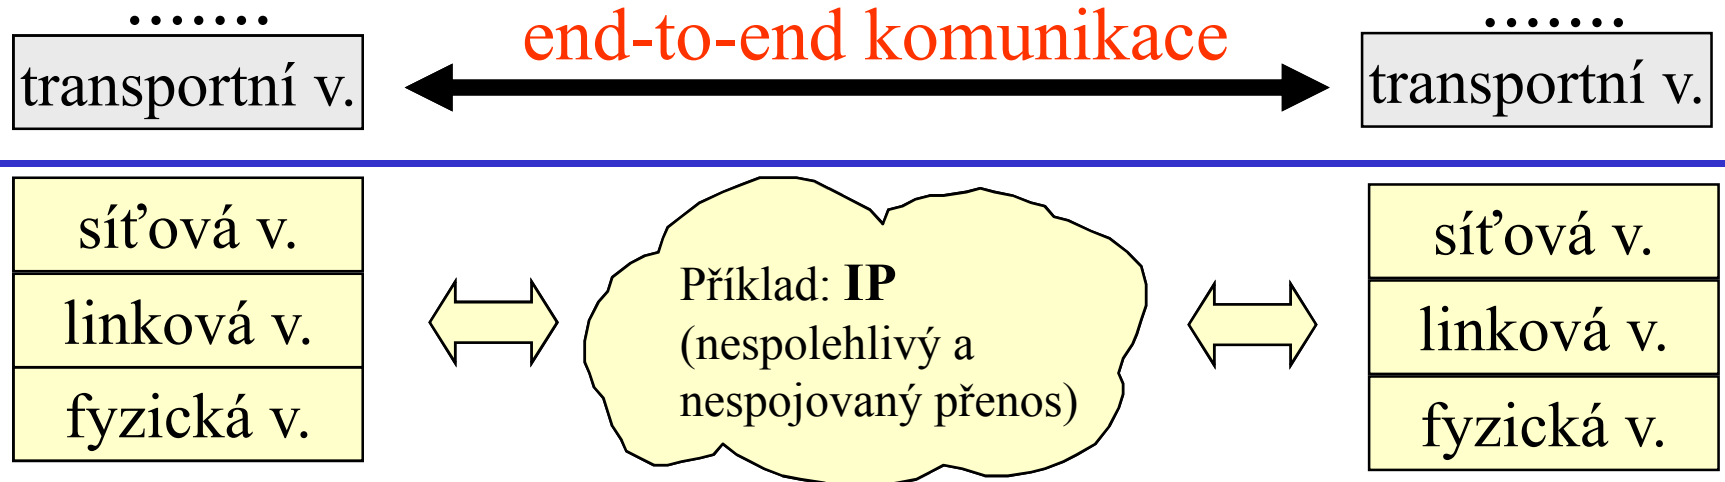 .......
transportní v.
end-to-end komunikace
.......
transportní v.
síťová v.
linková v.
fyzická v.
Příklad: IP
(nespolehlivý a
nespojovaný přenos)
síťová v.
linková v.
fyzická v.